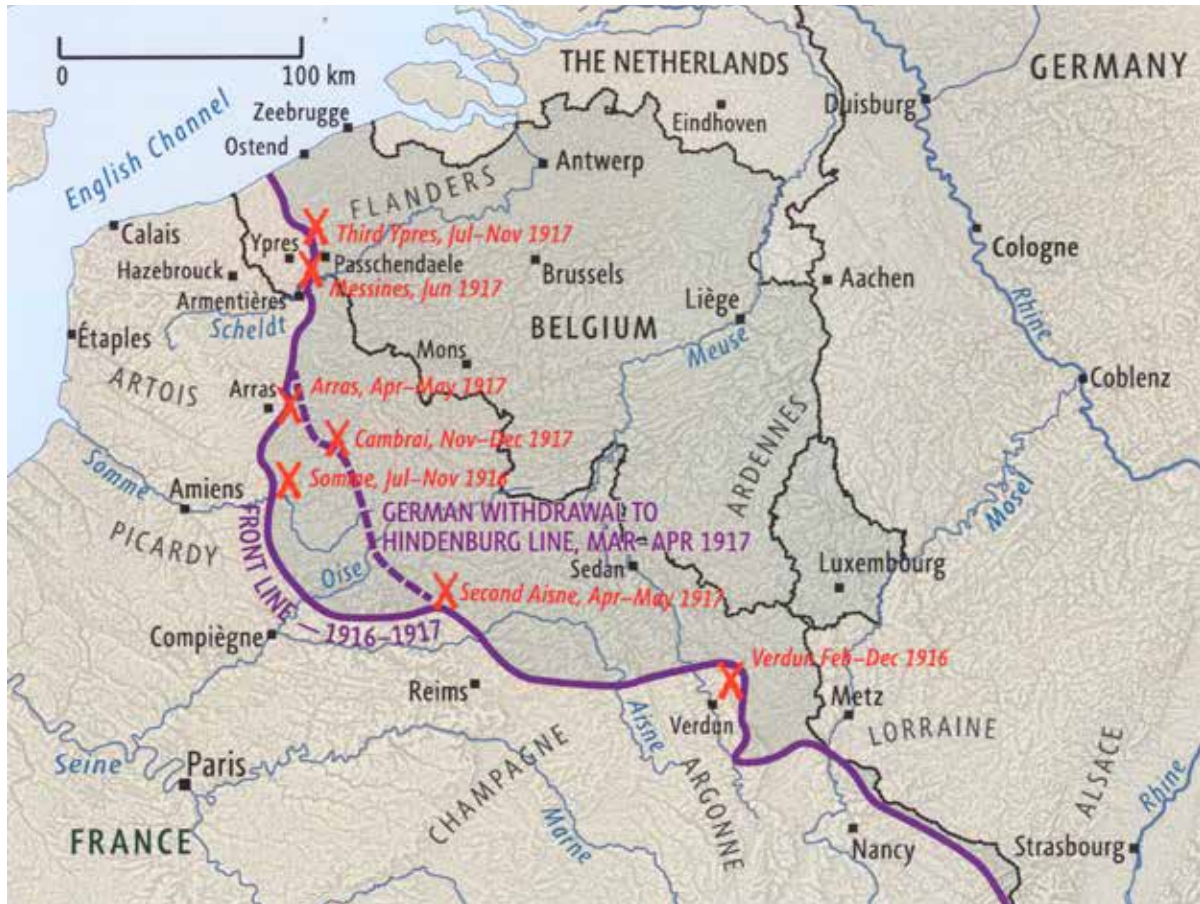 0
100 km
THE NETHERLANDS
GERMANY
English Channel
Zeebrugge
Ostend
Eindhoven
Duisburg
Antwerp
FLANDERS
Calais
Ypres
Third Ypres, Jul–Nov 1917
Passchendaele
Hazebrouck
Messines, Jun 1917
Brussels
Cologne
Aachen
Armentières
Scheldt
Liège
Rhine
Étaples
BELGIUM
Meuse
Mons
ARTOIS
Arras
Arras, Apr–May 1917
Coblenz
Cambrai, Nov–Dec 1917
ARDENNES
Somme
Amiens
Somme, Jul–Nov 1916
Mosel
PICARDY
GERMAN WITHDRAWAL TO
HINDENBURG LINE, MAR–APR 1917
Oise
Sedan
Luxembourg
FRONT LINE — 1916–1917
Second Aisne, Apr–May 1917
Compiègne
Verdun Feb–Dec 1916
Reims
Aisne
Verdun
Metz
LORRAINE
Seine
Paris
CHAMPAGNE
ARGONNE
ALSACE
Rhine
Marne
FRANCE
Nancy
Strasbourg